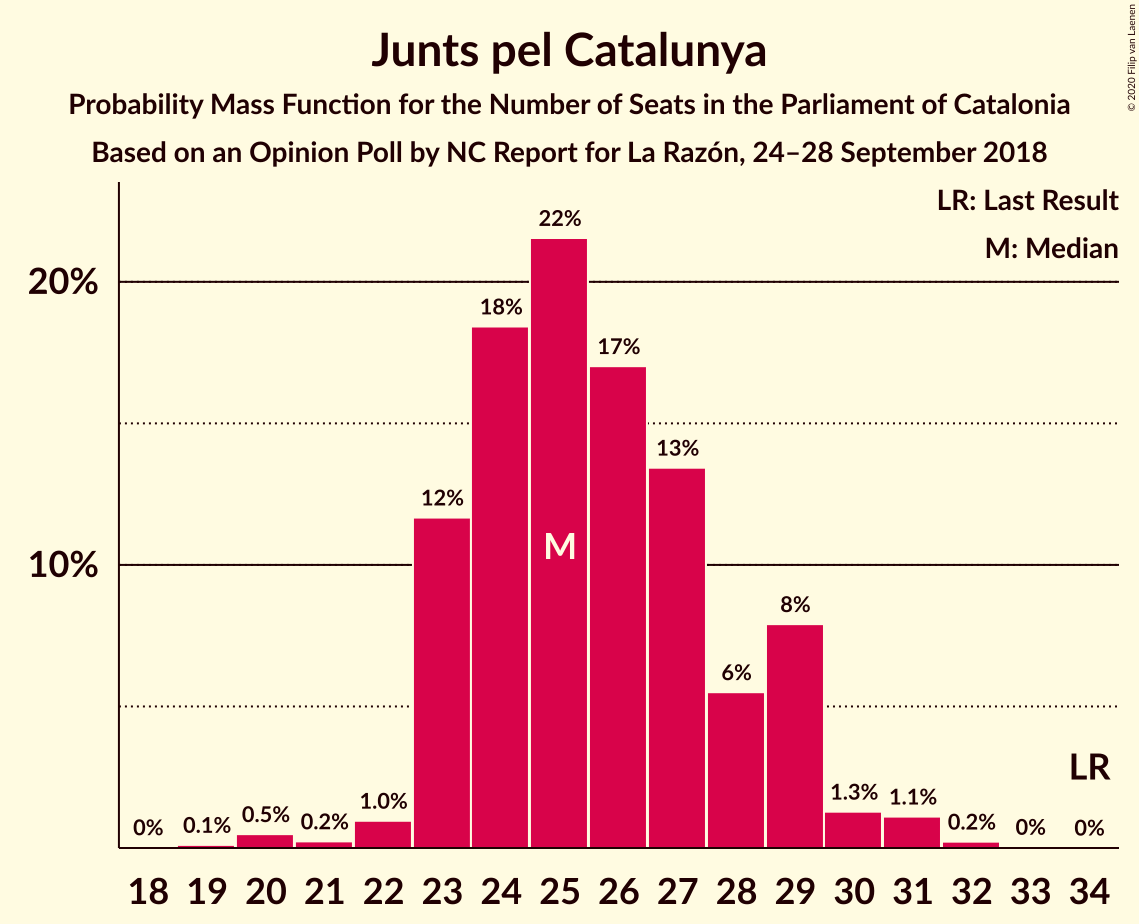 Junts pel Catalunya
Probability Mass Function for the Number of Seats in the Parliament of Catalonia
Based on an Opinion Poll by NC Report for La Razón, 24–28 September 2018
© 2020 Filip van Laenen
LR: Last Result
M: Median
20%
10%
0%
0.1%
0.5%
0.2%
1.0%
12%
18%
22%
17%
13%
6%
8%
1.3%
1.1%
0.2%
0%
0%
M
LR
18 19 20 21 22 23 24 25 26 27 28 29 30 31 32 33 34